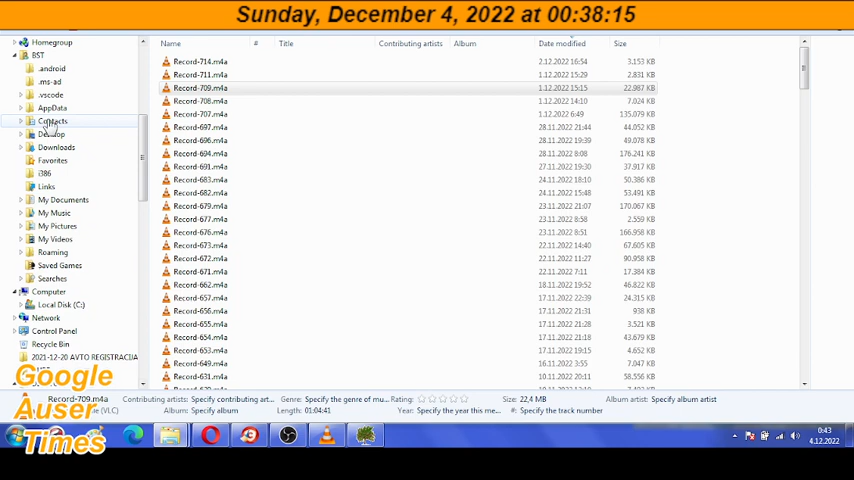 Sunday, December 4, 2022 at 00:38:15
Homegroup
BST
.android
.ms-ad
.vscode
AppData
Contacts
Desktop
Downloads
Favorites
i386
Links
My Documents
My Music
My Pictures
My Videos
Roaming
Saved Games
Searches
Computer
Local Disk (C:)
Network
Control Panel
Recycle Bin
2021-12-20 AVTO REGISTRACIJA
Name # Title Contributing artists Album Date modified Size
Record-714.m4a 2.12.2022 16:54 3.153 KB
Record-711.m4a 1.12.2022 15:29 2.831 KB
Record-709.m4a 1.12.2022 15:15 22.987 KB
Record-708.m4a 1.12.2022 14:10 7.024 KB
Record-707.m4a 1.12.2022 6:49 135.079 KB
Record-697.m4a 28.11.2022 21:44 44.052 KB
Record-696.m4a 28.11.2022 19:39 49.078 KB
Record-694.m4a 28.11.2022 8:08 176.241 KB
Record-691.m4a 27.11.2022 19:30 37.917 KB
Record-683.m4a 24.11.2022 18:10 50.386 KB
Record-682.m4a 24.11.2022 15:48 53.491 KB
Record-679.m4a 23.11.2022 21:07 170.067 KB
Record-677.m4a 23.11.2022 8:58 2.559 KB
Record-676.m4a 23.11.2022 8:51 166.958 KB
Record-673.m4a 22.11.2022 14:40 67.605 KB
Record-672.m4a 22.11.2022 11:27 90.958 KB
Record-671.m4a 22.11.2022 7:11 17.384 KB
Record-662.m4a 18.11.2022 19:52 46.822 KB
Record-657.m4a 17.11.2022 22:39 24.315 KB
Record-656.m4a 17.11.2022 21:31 938 KB
Record-655.m4a 17.11.2022 21:28 3.521 KB
Record-654.m4a 17.11.2022 21:18 43.679 KB
Record-653.m4a 17.11.2022 19:15 4.652 KB
Record-649.m4a 16.11.2022 3:55 7.027 KB
Record-631.m4a 10.11.2022 20:11 58.556 KB
Record-709.m4a Contributing artists: Specify contributing art... Genre: Specify the genre of mu... Rating: Size: 22,4 MB Album artist: Specify album artist
(VLC) Album: Specify album Length: 01:04:41 Year: Specify the year this me... #: Specify the track number
Google
Auser
Times
0:43
4.12.2022